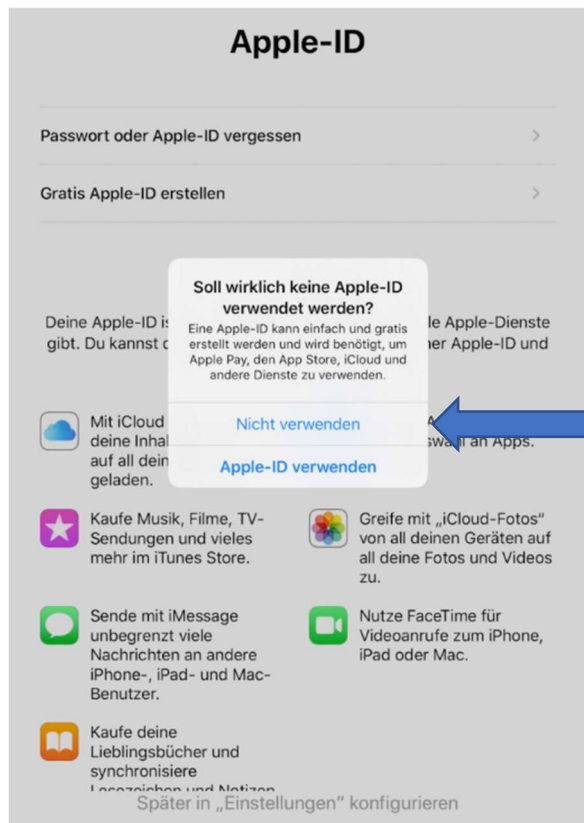 Apple-ID
Passwort oder Apple-ID vergessen
Gratis Apple-ID erstellen
Soll wirklich keine Apple-ID
verwendet werden?
Eine Apple-ID kann einfach und gratis
erstellt werden und wird benötigt, um
Apple Pay, den App Store, iCloud und
andere Dienste zu verwenden.
Nicht verwenden
Apple-ID verwenden
Deine Apple-ID
le Apple-Dienste
gibt. Du kannst
Apple-ID und
Mit iCloud
deine
auf all
geladen.
an Apps.
Kaufe Musik, Filme, TV-
Sendungen und vieles
mehr im iTunes Store.
Greife mit „iCloud-Fotos“
von all deinen Geräten auf
all deine Fotos und Videos
zu.
Sende mit iMessage
unbegrenzt viele
Nachrichten an andere
iPhone-, iPad- und Mac-
Benutzer.
Nutze FaceTime für
Videoanrufe zum iPhone,
iPad oder Mac.
Kaufe deine
Lieblingsbücher und
synchronisiere
Lesezeichen und Notizen
Später in „Einstellungen“ konfigurieren